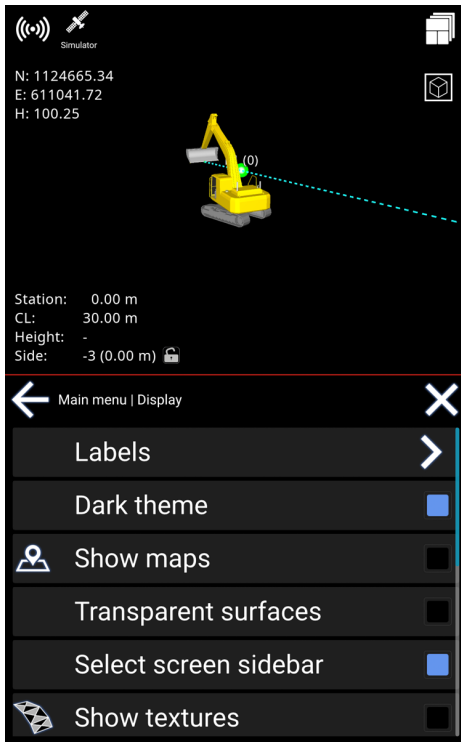 Simulator
N: 1124665.34
E: 611041.72
H: 100.25
(0)
Station: 0.00 m
CL: 30.00 m
Height: -
Side: -3 (0.00 m)
Main menu | Display
Labels
Dark theme
Show maps
Transparent surfaces
Select screen sidebar
Show textures